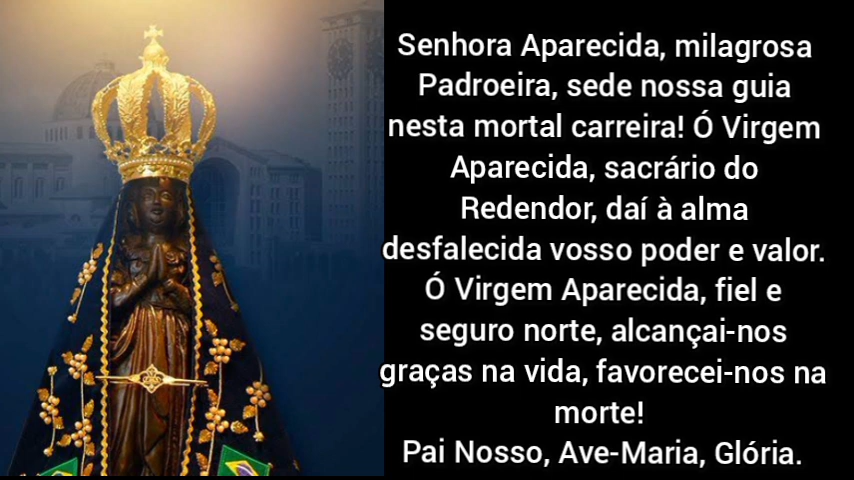 Senhora Aparecida, milagrosa
Padroeira, sede nossa guia
nesta mortal carreira! Ó Virgem
Aparecida, sacrário do
Redendor, daí à alma
desfalecida vosso poder e valor.
Ó Virgem Aparecida, fiel e
seguro norte, alcançai-nos
graças na vida, favorecei-nos na
morte!
Pai Nosso, Ave-Maria, Glória.